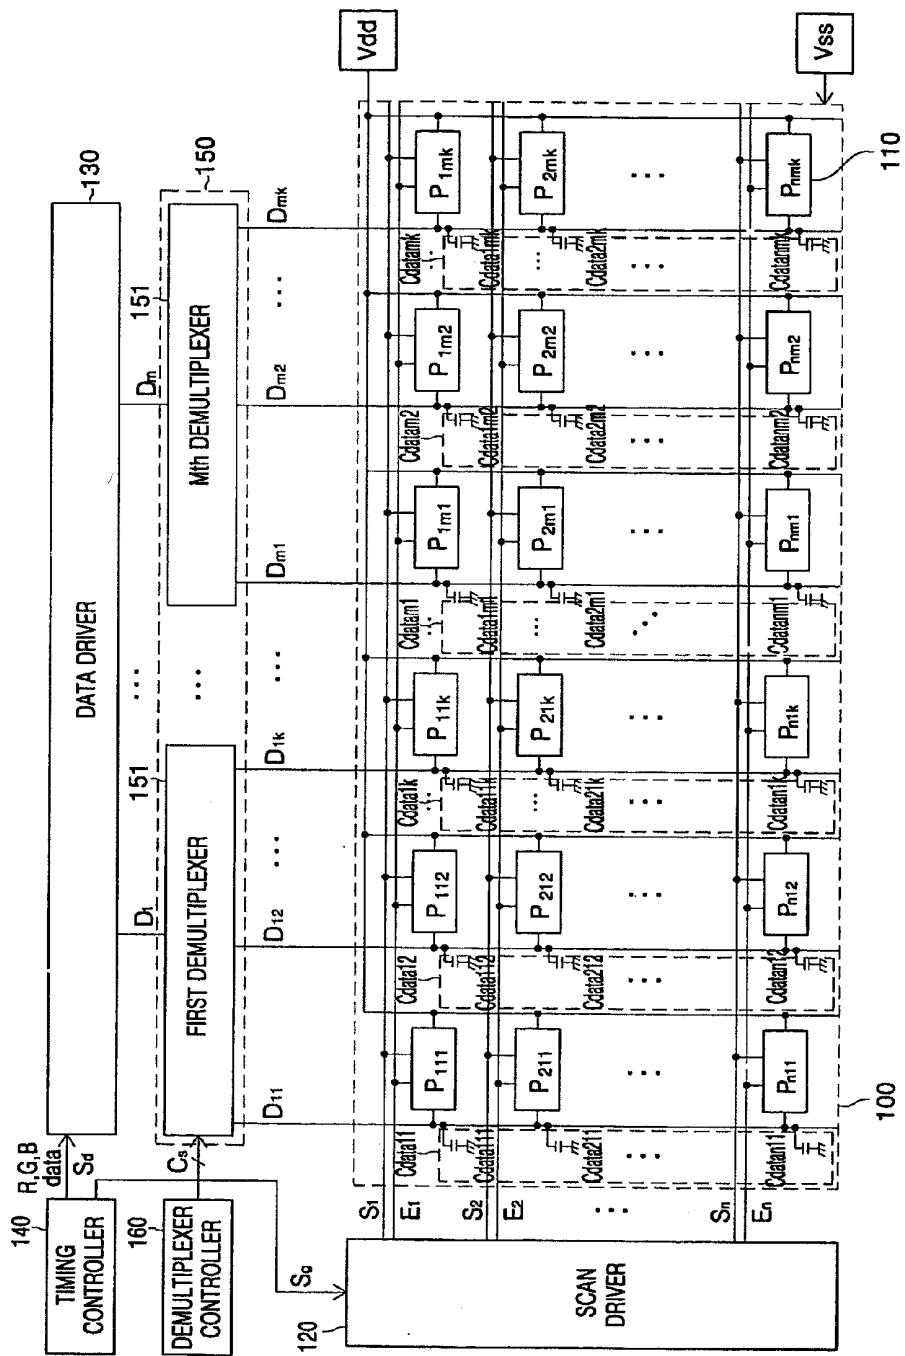 140
TIMING CONTROLLER
R,G,B
data
Sd
DATA DRIVER
130
160
DEMULTIPLEXER CONTROLLER
Cs
D1
...
Dm
151
FIRST DEMULTIPLEXER
...
151
Mth DEMULTIPLEXER
150
D11
D12
...
D1k
...
Dm1
Dm2
...
Dmk
Sg
Vdd
120
SCAN DRIVER
S1
E1
Cdata11
Cdata12
...
Cdata1k
...
Cdatam1
Cdatam2
...
Cdatamk
P111
P112
P11k
P1m1
P1m2
P1mk
Cdata111
Cdata112
Cdata11k
Cdata1m1
Cdata1m2
Cdata1mk
S2
E2
P211
P212
...
P21k
...
P2m1
P2m2
...
P2mk
Cdata211
Cdata212
Cdata21k
Cdata2m1
Cdata2m2
Cdata2mk
...
Sn
En
Cdatan11
Cdatan12
Cdatan1k
Cdatanm1
Cdatanm2
Cdatanmk
Pn11
Pn12
Pn1k
Pnm1
Pnm2
Pnmk
Vss
100
110